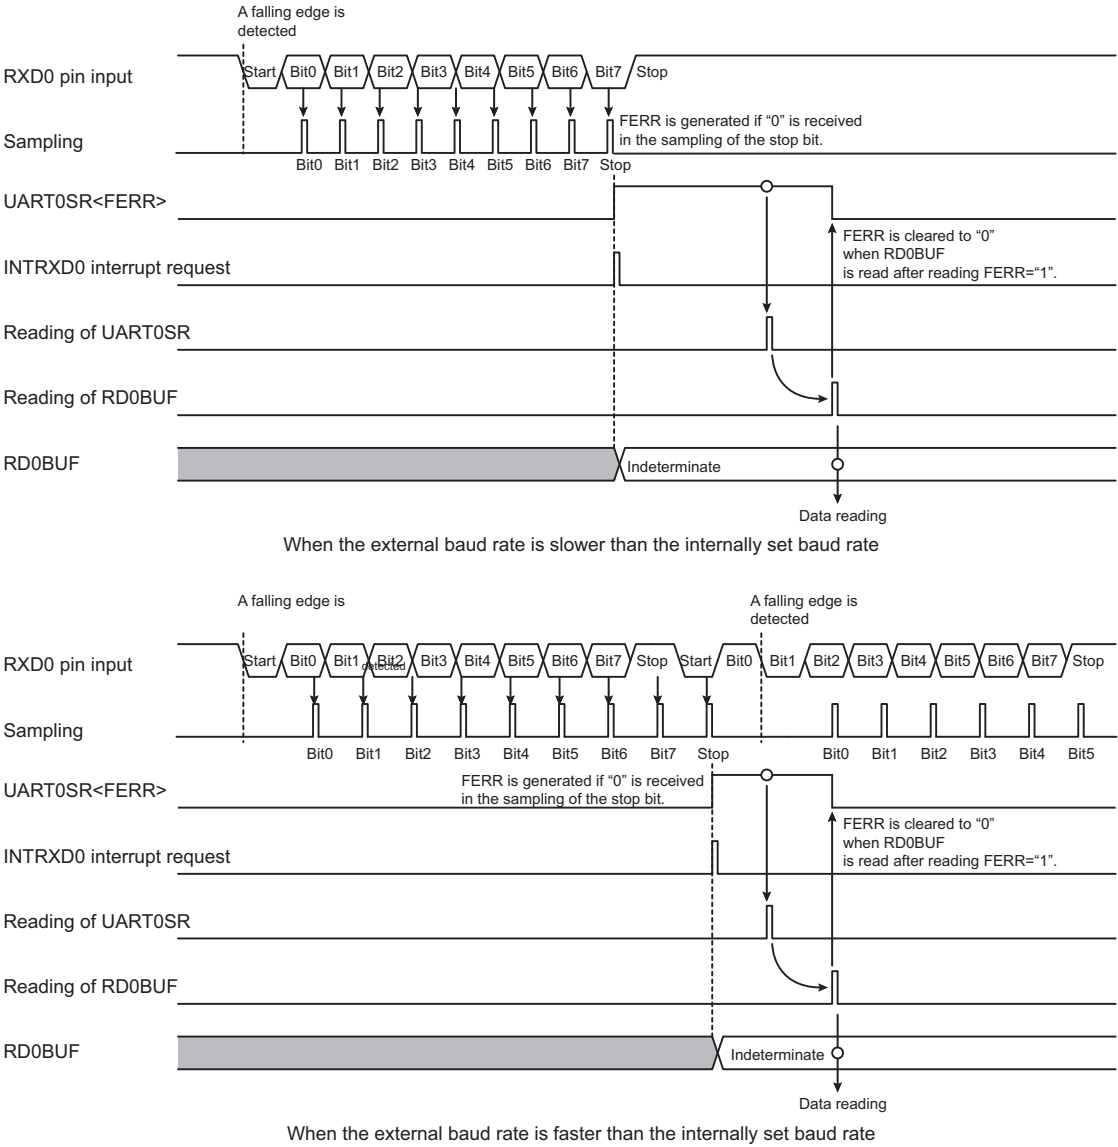 A falling edge is
detected
RXD0 pin input
Start Bit0 Bit1 Bit2 Bit3 Bit4 Bit5 Bit6 Bit7 Stop
FERR is generated if “0” is received
in the sampling of the stop bit.
Sampling
Bit0 Bit1 Bit2 Bit3 Bit4 Bit5 Bit6 Bit7 Stop
UART0SR<FERR>
FERR is cleared to “0”
when RD0BUF
is read after reading FERR=“1”.
INTRXD0 interrupt request
Reading of UART0SR
Reading of RD0BUF
RD0BUF
Indeterminate
Data reading
When the external baud rate is slower than the internally set baud rate
A falling edge is
A falling edge is
detected
RXD0 pin input
Start Bit0 Bit1 Bit2 Bit3 Bit4 Bit5 Bit6 Bit7 Stop Start Bit0 Bit1 Bit2 Bit3 Bit4 Bit5 Bit6 Bit7 Stop
detected
Sampling
Bit0 Bit1 Bit2 Bit3 Bit4 Bit5 Bit6 Bit7 Stop Bit0 Bit1 Bit2 Bit3 Bit4 Bit5
FERR is generated if “0” is received
in the sampling of the stop bit.
UART0SR<FERR>
FERR is cleared to “0”
when RD0BUF
is read after reading FERR=“1”.
INTRXD0 interrupt request
Reading of UART0SR
Reading of RD0BUF
RD0BUF
Indeterminate
Data reading
When the external baud rate is faster than the internally set baud rate